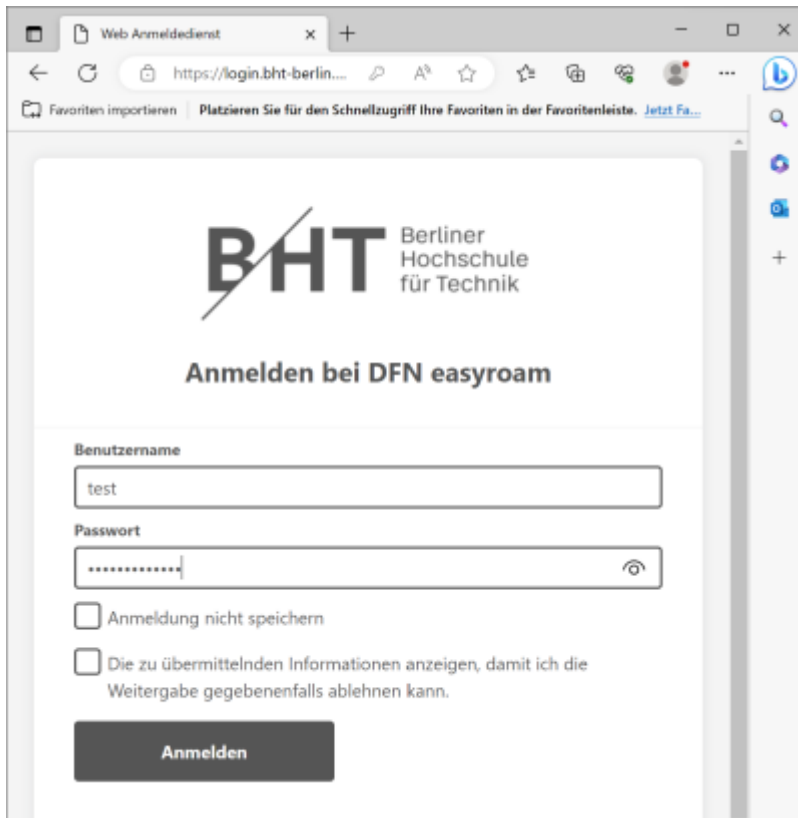 Web Anmeldedienst
https://login.bht-berlin....
Favoriten importieren
Platzieren Sie für den Schnellzugriff Ihre Favoriten in der Favoritenleiste. Jetzt Fa...
BHT
Berliner
Hochschule
für Technik
Anmelden bei DFN easyroam
Benutzername
test
Passwort
•••••••••••••
Anmeldung nicht speichern
Die zu übermittelnden Informationen anzeigen, damit ich die
Weitergabe gegebenenfalls ablehnen kann.
Anmelden